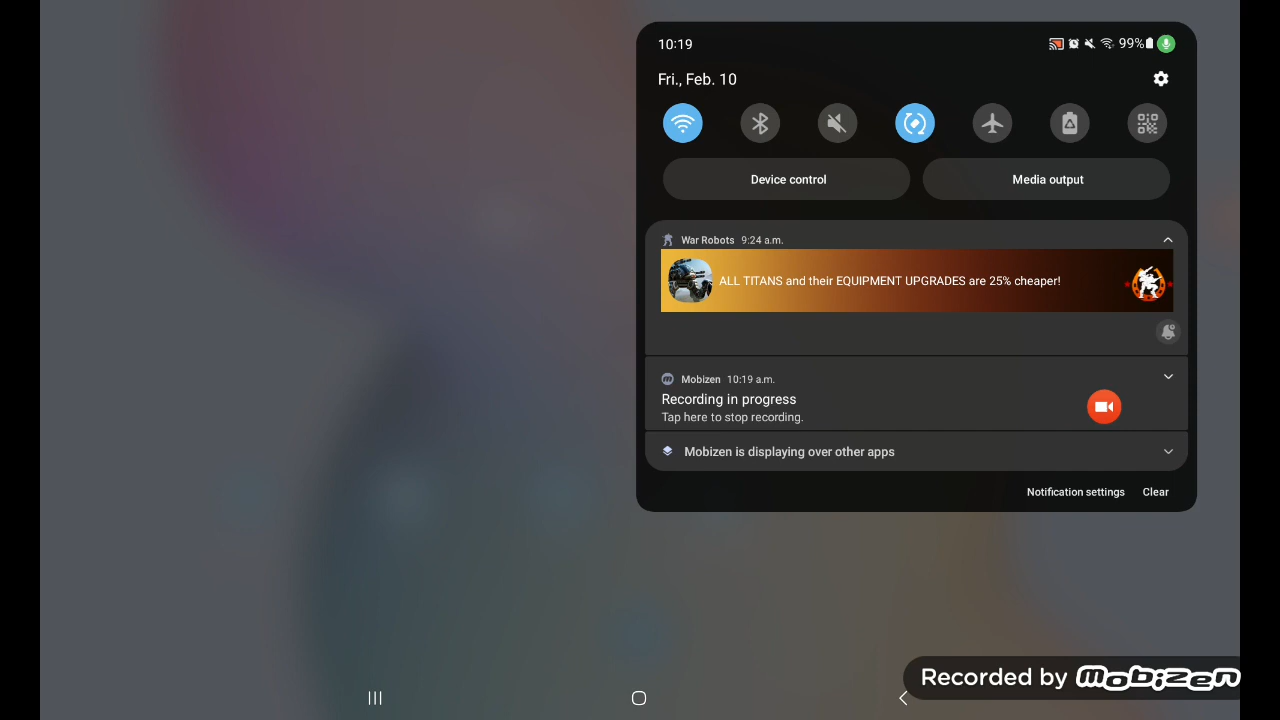 10:19
99%
Fri., Feb. 10
Device control
Media output
War Robots 9:24 a.m.
ALL TITANS and their EQUIPMENT UPGRADES are 25% cheaper!
Mobizen 10:19 a.m.
Recording in progress
Tap here to stop recording.
Mobizen is displaying over other apps
Notification settings
Clear
Recorded by mobizen